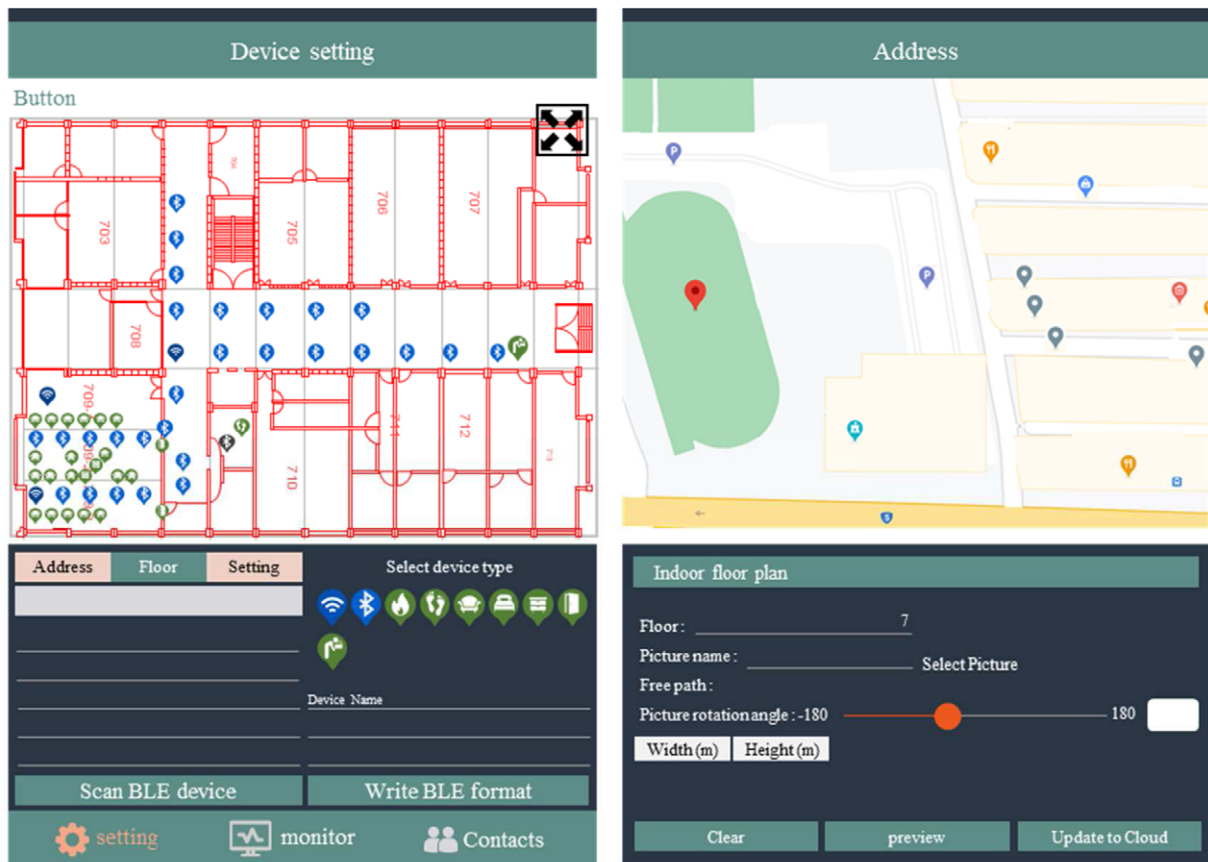 Device setting
Button
703
705
706
707
708
709-
710
711
712
713
Address Floor Setting
Select device type
Device Name
Scan BLE device
Write BLE format
setting monitor Contacts
Address
P
P
5
Indoor floor plan
Floor : 7
Picture name : Select Picture
Free path :
Picture rotation angle : -180 180
Width (m) Height (m)
Clear preview Update to Cloud